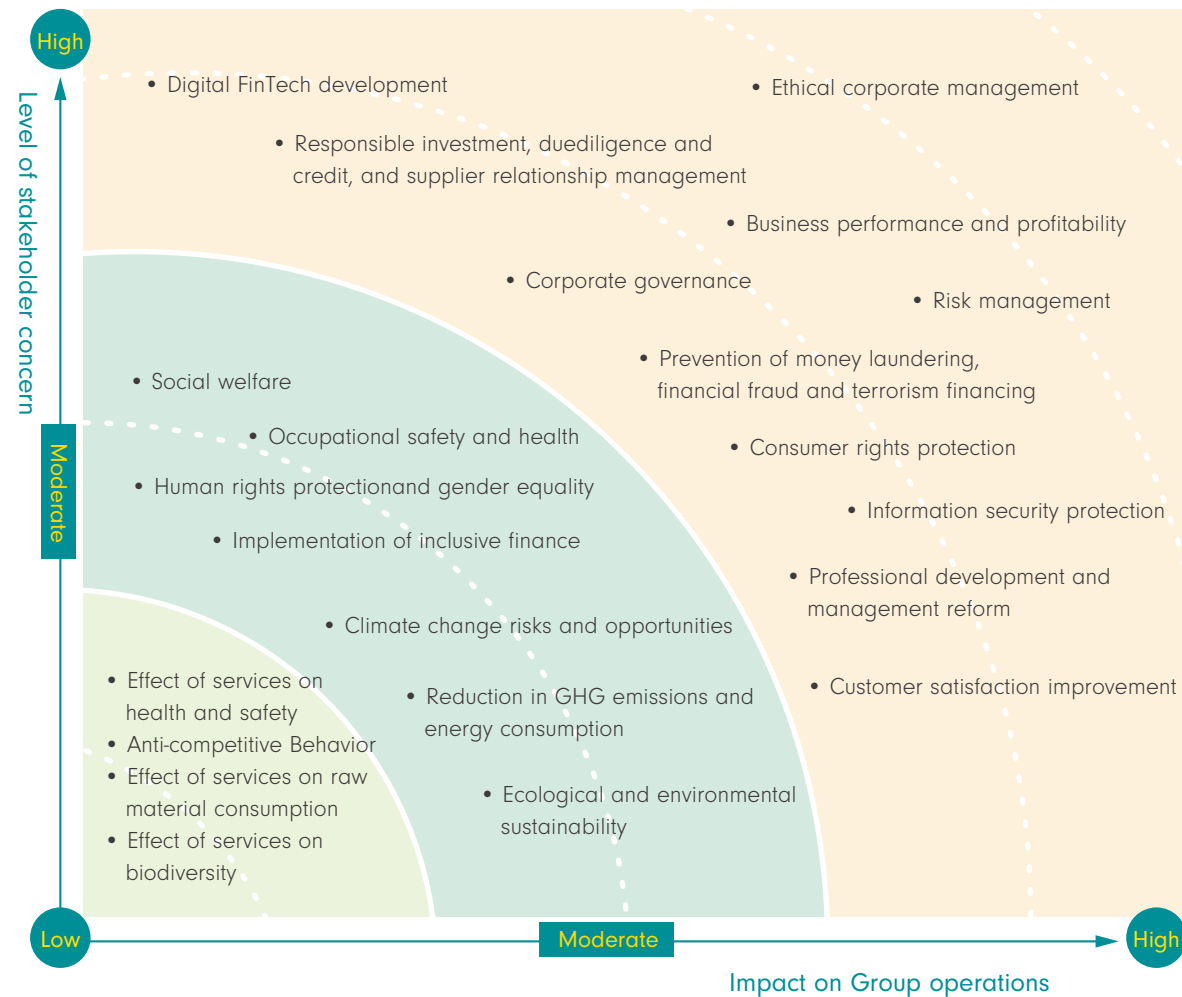 High
Level of stakeholder concern
Moderate
Low
• Digital FinTech development
• Ethical corporate management
• Responsible investment, duediligence and
credit, and supplier relationship management
• Business performance and profitability
• Corporate governance
• Risk management
• Prevention of money laundering,
financial fraud and terrorism financing
• Social welfare
• Occupational safety and health
• Consumer rights protection
• Human rights protectionand gender equality
• Information security protection
• Implementation of inclusive finance
• Professional development and
management reform
• Climate change risks and opportunities
• Customer satisfaction improvement
• Effect of services on
health and safety
• Anti-competitive Behavior
• Effect of services on raw
material consumption
• Effect of services on
biodiversity
• Reduction in GHG emissions and
energy consumption
• Ecological and environmental
sustainability
Moderate
High
Impact on Group operations